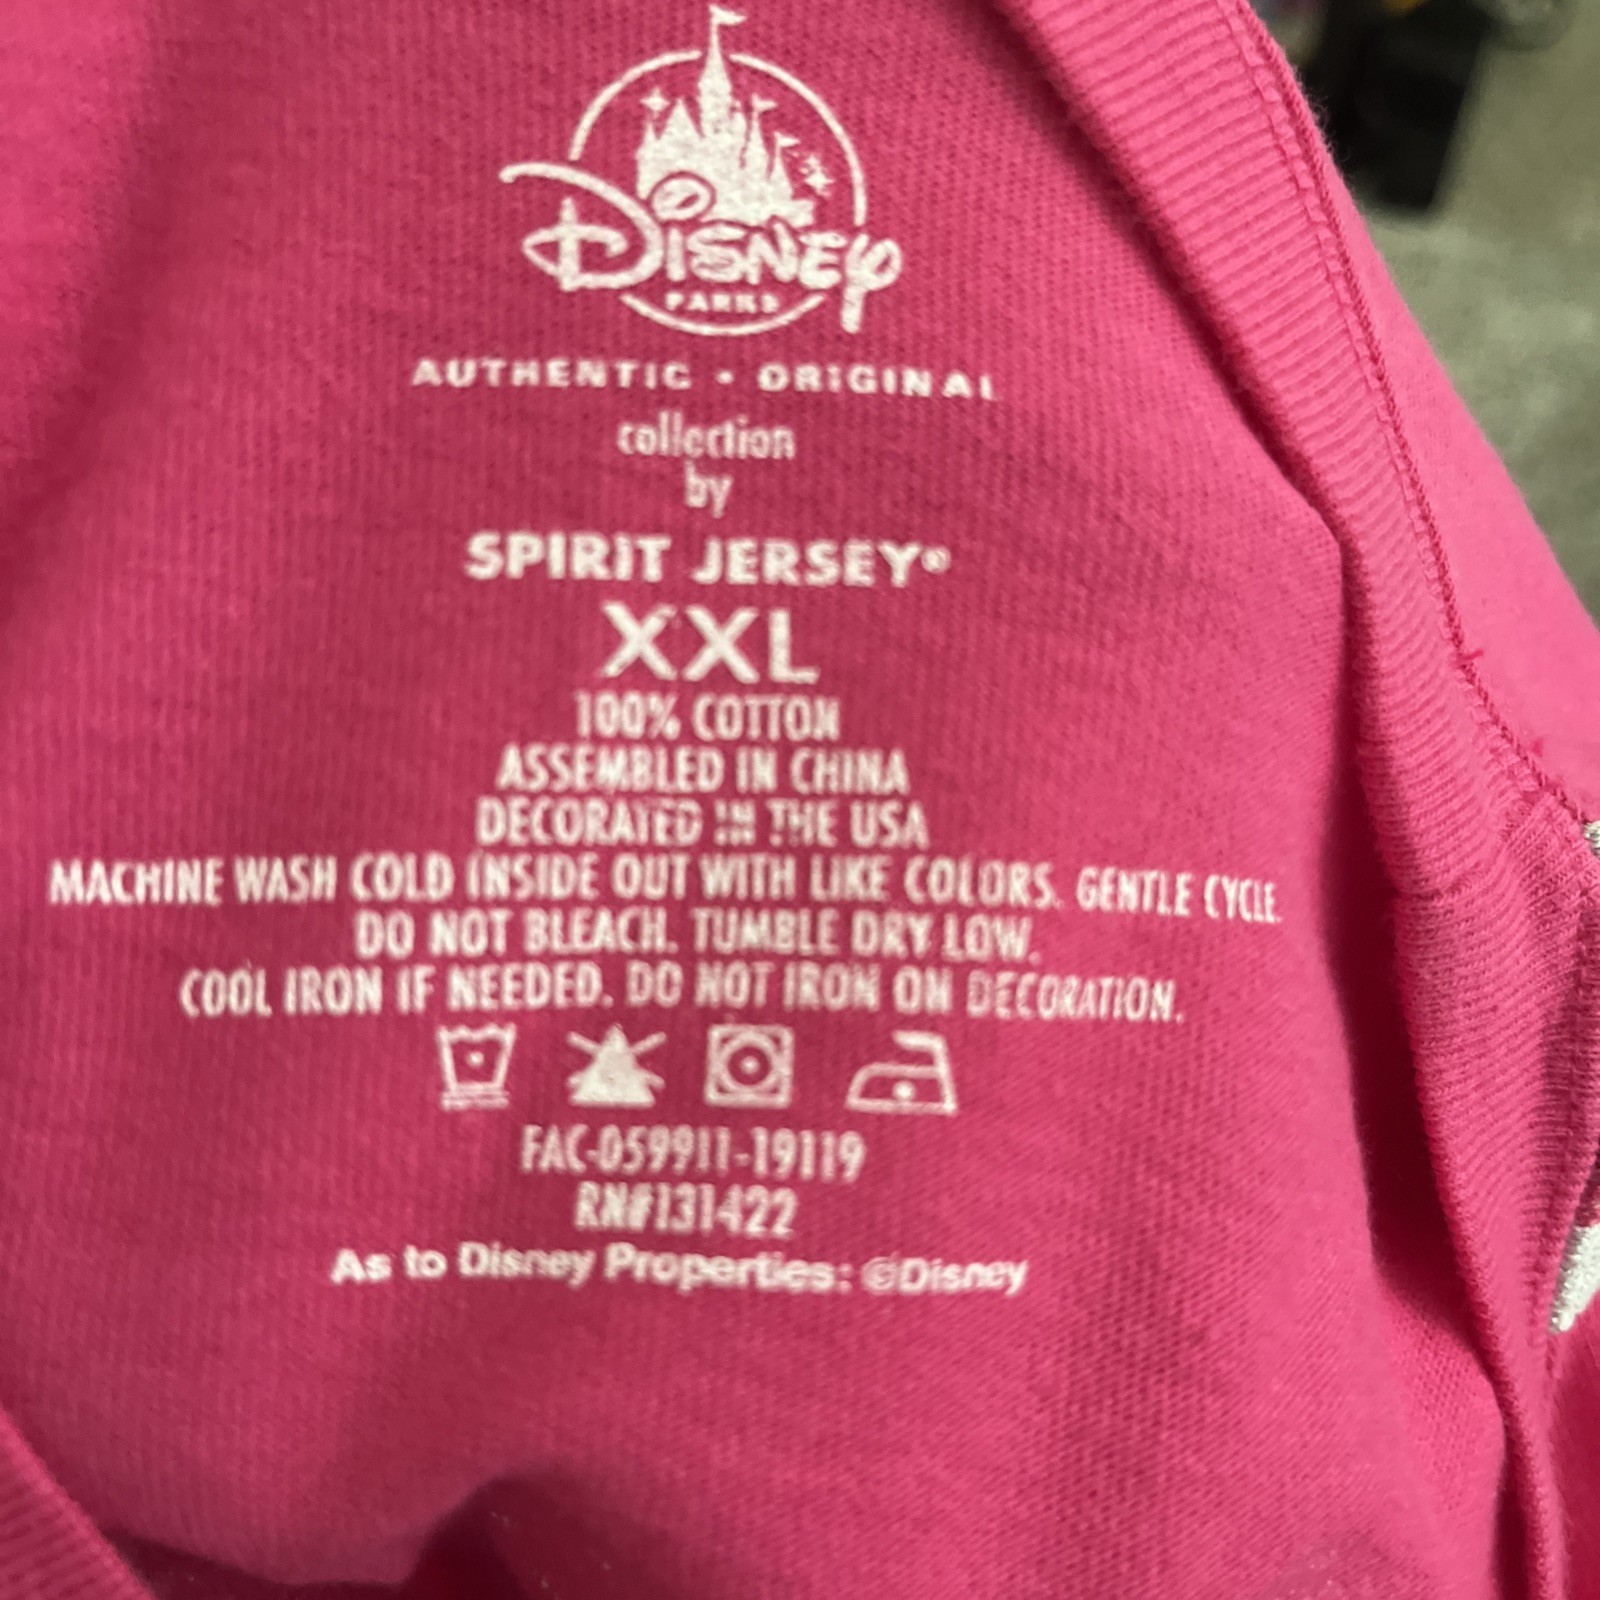 Disney
PARKS
AUTHENTIC • ORIGINAL
collection
by
SPIRIT JERSEY®
XXL
100% COTTON
ASSEMBLED IN CHINA
DECORATED IN THE USA
MACHINE WASH COLD INSIDE OUT WITH LIKE COLORS. GENTLE CYCLE.
DO NOT BLEACH. TUMBLE DRY LOW.
COOL IRON IF NEEDED. DO NOT IRON ON DECORATION.
FAC-059911-19119
RN#131422
As to Disney Properties: ©Disney